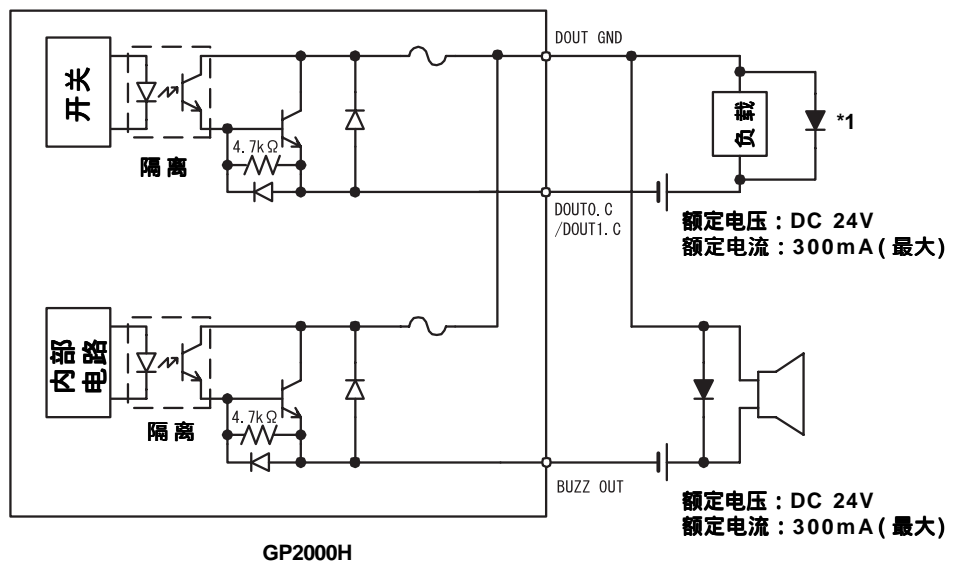 开关
隔离
4.7kΩ
DOUT GND
负载
*1
DOUT0.C
/DOUT1.C
额定电压：DC 24V
额定电流：300mA(最大)
内部
电路
隔离
4.7kΩ
BUZZ OUT
额定电压：DC 24V
额定电流：300mA(最大)
GP2000H